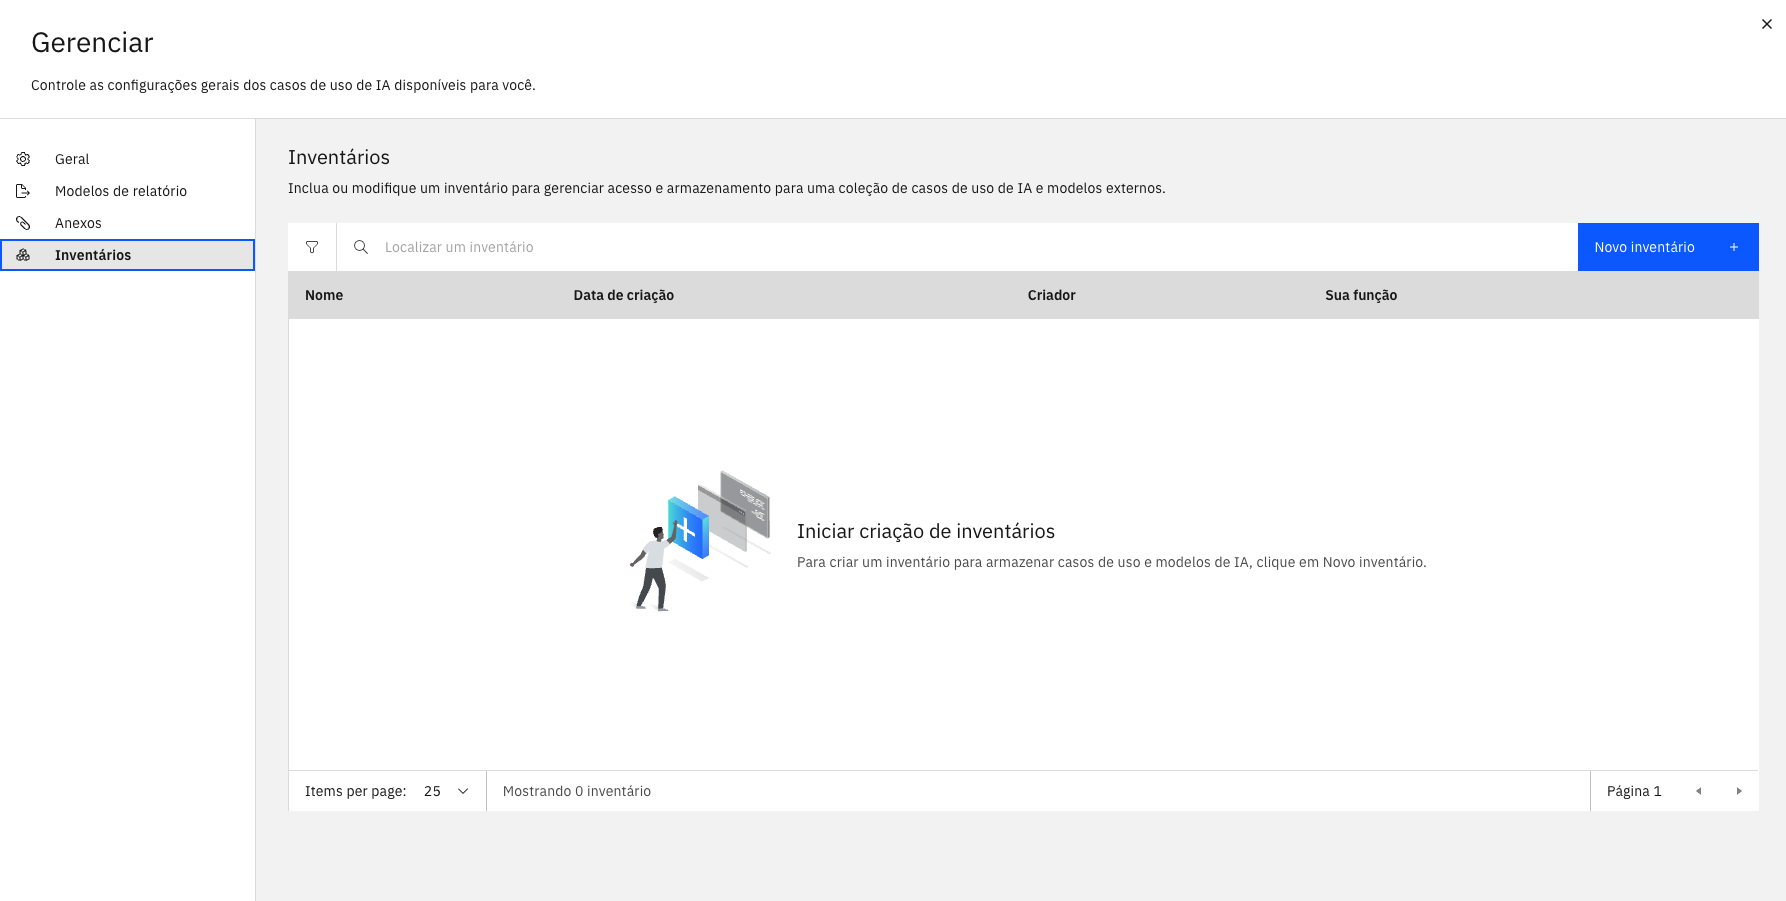 Gerenciar
Controle as configurações gerais dos casos de uso de IA disponíveis para você.
Geral
Modelos de relatório
Anexos
Inventários
Inventários
Inclua ou modifique um inventário para gerenciar acesso e armazenamento para uma coleção de casos de uso de IA e modelos externos.
Localizar um inventário
Novo inventário
Nome Data de criação Criador Sua função
Iniciar criação de inventários
Para criar um inventário para armazenar casos de uso e modelos de IA, clique em Novo inventário.
Items per page: 25 Mostrando 0 inventário Página 1